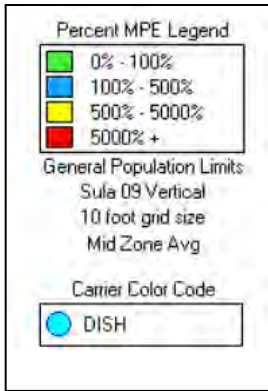 Percent MPE Legend
0% - 100%
100% - 500%
500% - 5000%
5000% +
General Population Limits
Sula 09 Vertical
10 foot grid size
Mid Zone Avg
Carrier Color Code
DISH